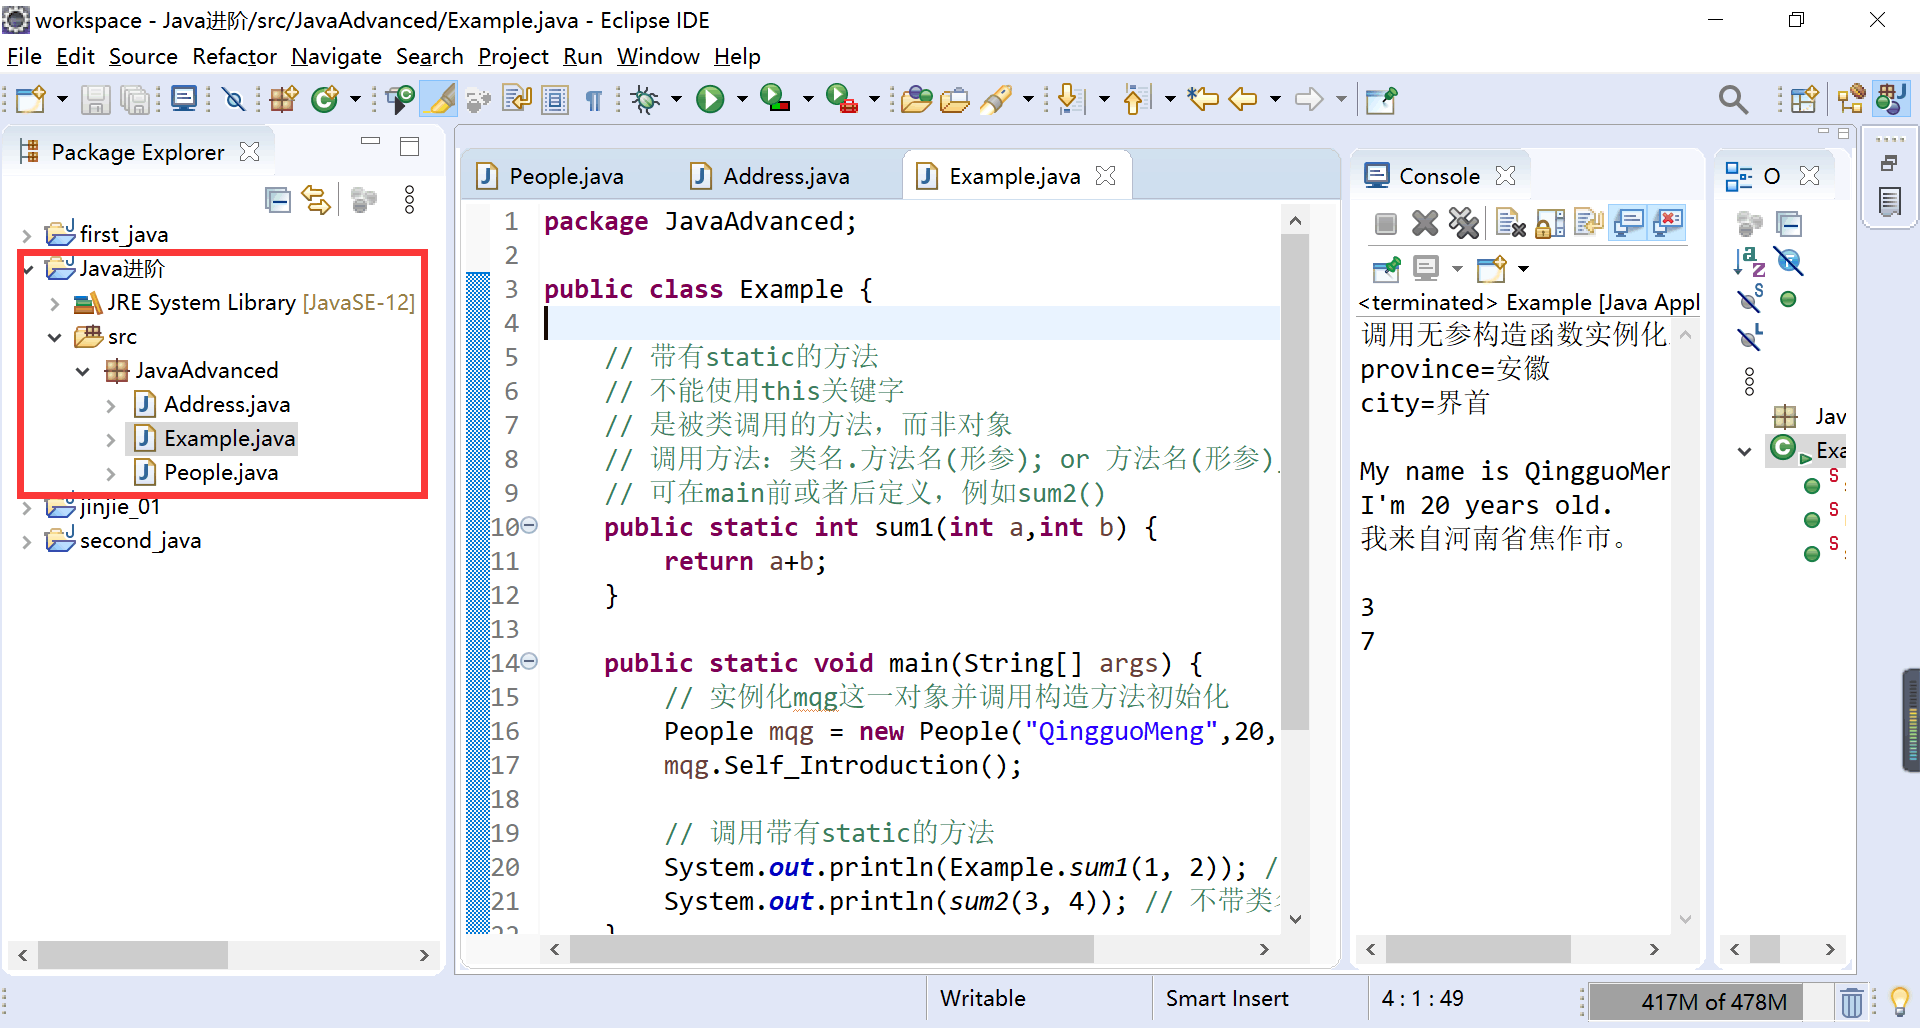 workspace - Java进阶/src/JavaAdvanced/Example.java - Eclipse IDE
File Edit Source Refactor Navigate Search Project Run Window Help
Package Explorer
first_java
Java进阶
JRE System Library [JavaSE-12]
src
JavaAdvanced
Address.java
Example.java
People.java
jinjie_01
second_java
People.java
Address.java
Example.java
1 package JavaAdvanced;
2
3 public class Example {
4
5 // 带有static的方法
6 // 不能使用this关键字
7 // 是被类调用的方法，而非对象
8 // 调用方法：类名.方法名(形参); or 方法名(形参)
9 // 可在main前或者后定义，例如sum2()
10 public static int sum1(int a,int b) {
11 return a+b;
12 }
13
14 public static void main(String[] args) {
15 // 实例化mqg这一对象并调用构造方法初始化
16 People mqg = new People("QingguoMeng",20,
17 mqg.Self_Introduction();
18
19 // 调用带有static的方法
20 System.out.println(Example.sum1(1, 2)); /
21 System.out.println(sum2(3, 4)); // 不带类
Console
<terminated> Example [Java Appl
调用无参构造函数实例化
province=安徽
city=界首
My name is QingguoMer
I'm 20 years old.
我来自河南省焦作市。
3
7
O
Jav
Exa
S
S
S
Writable
Smart Insert
4 : 1 : 49
417M of 478M